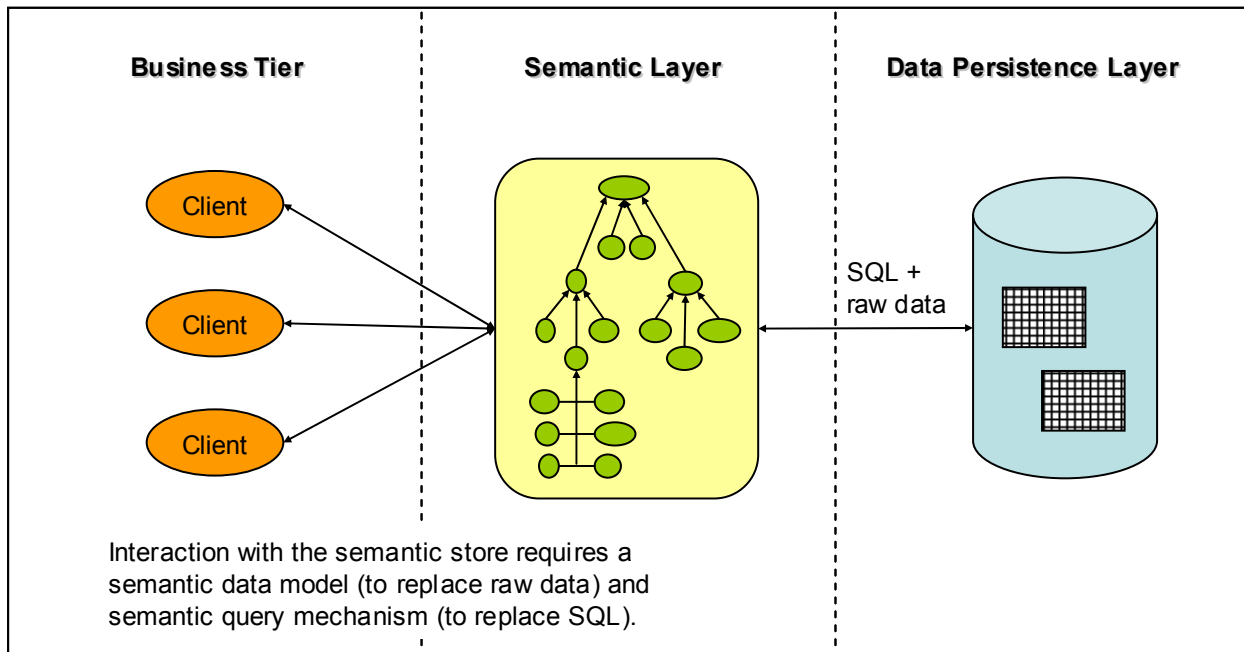 Business Tier
Semantic Layer
Data Persistence Layer
Client
Client
Client
SQL +
raw data
Interaction with the semantic store requires a
semantic data model (to replace raw data) and
semantic query mechanism (to replace SQL).